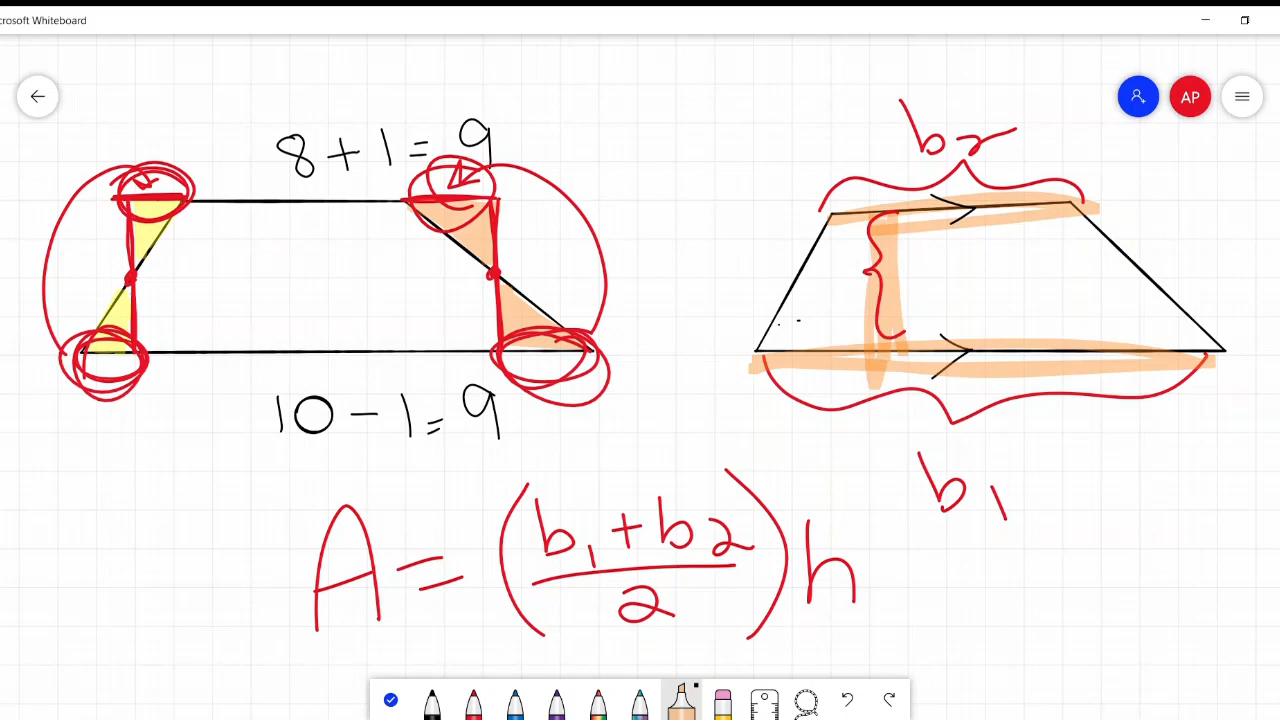 crosoft Whiteboard
AP
8 + 1 = 9
b2
10 - 1 = 9
b1
A = (b1 + b2 / 2) h